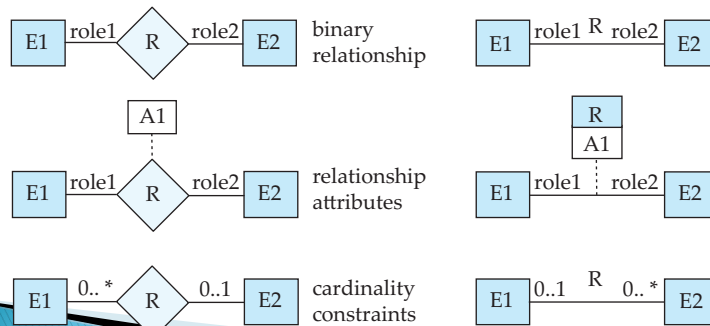 E1 role1 R role2 E2 binary relationship E1 role1 R role2 E2
A1 R A1
E1 role1 R role2 E2 relationship attributes E1 role1 role2 E2
E1 0.. * R 0..1 E2 cardinality constraints E1 0..1 R 0.. * E2